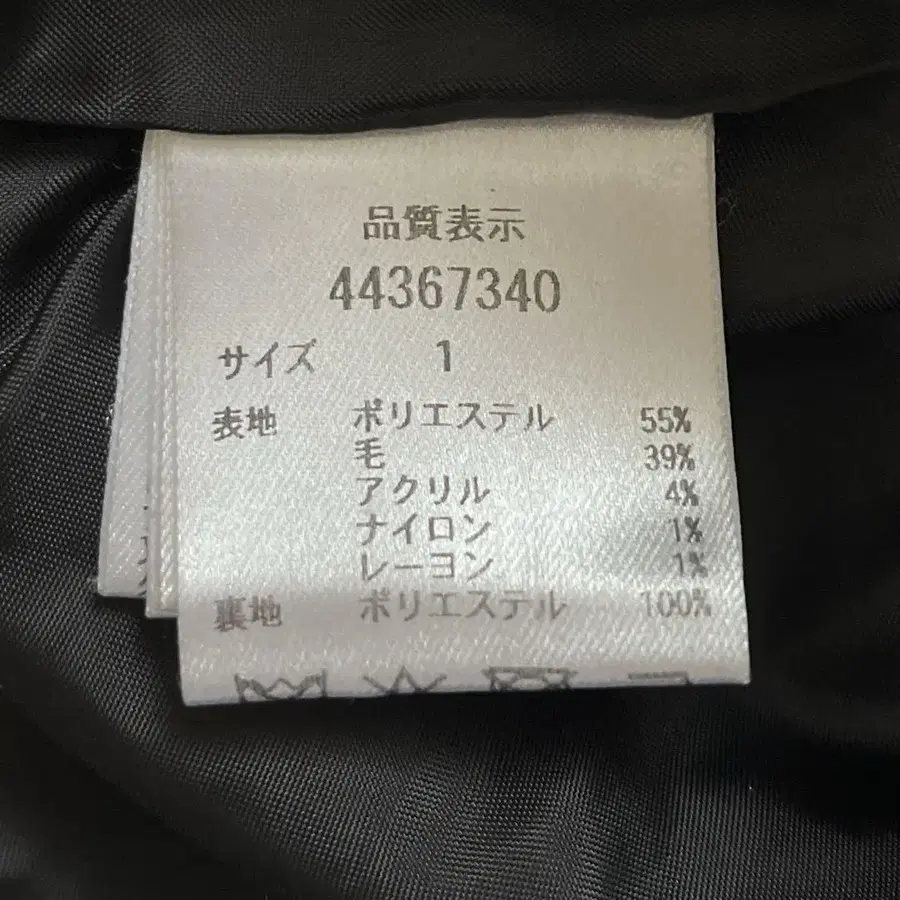 品質表示
44367340
サイズ 1
表地 ポリエステル 55%
毛 39%
アクリル 4%
ナイロン 1%
レーヨン 1%
裏地 ポリエステル 100%